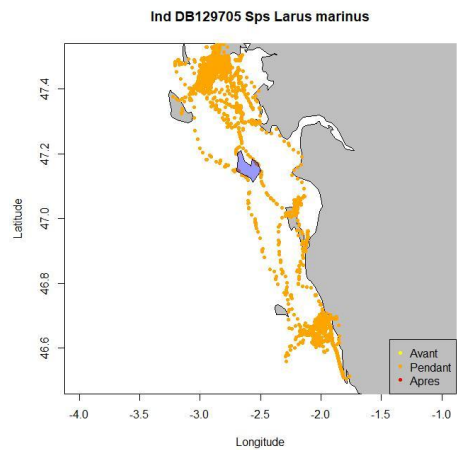 Ind DB129705 Sps Larus marinus
Latitude
47.4
47.2
47.0
46.8
46.6
Avant
Pendant
Apres
-4.0 -3.5 -3.0 -2.5 -2.0 -1.5 -1.0
Longitude